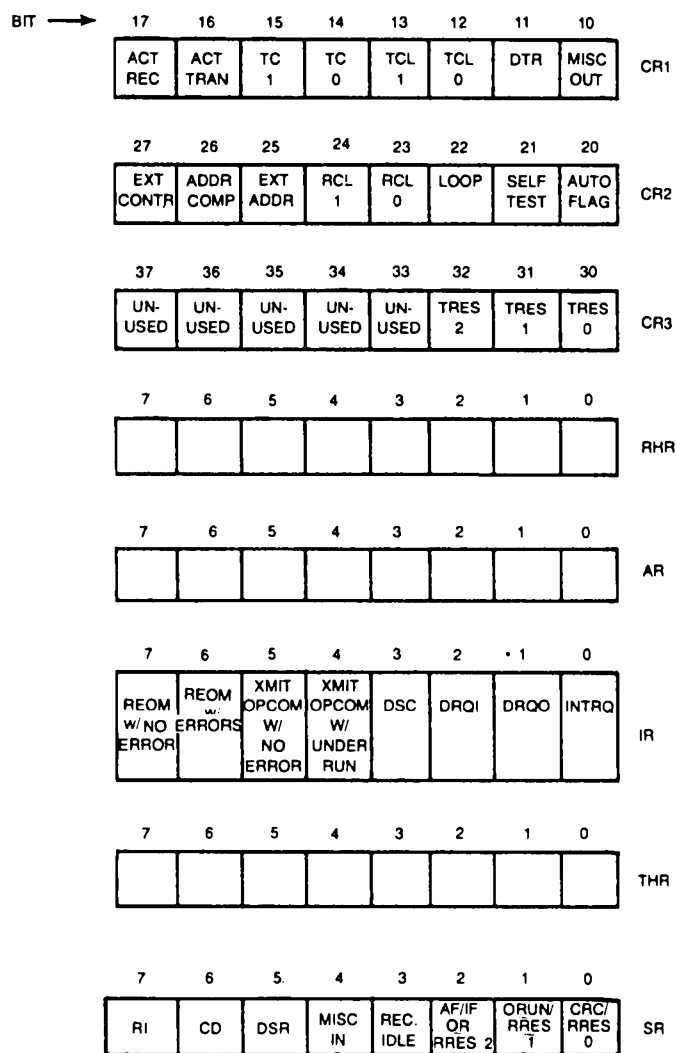 BIT
17 16 15 14 13 12 11 10
ACT REC ACT TRAN TC 1 TC 0 TCL 1 TCL 0 DTR MISC OUT CR1
27 26 25 24 23 22 21 20
EXT CONTR ADDR COMP EXT ADDR RCL 1 RCL 0 LOOP SELF TEST AUTO FLAG CR2
37 36 35 34 33 32 31 30
UN-USED UN-USED UN-USED UN-USED UN-USED TRES 2 TRES 1 TRES 0 CR3
7 6 5 4 3 2 1 0
RHR
7 6 5 4 3 2 1 0
AR
7 6 5 4 3 2 1 0
REOM W/ NO ERROR REOM W/ ERRORS XMIT OPCOM W/ NO ERROR XMIT OPCOM W/ UNDER RUN DSC DRQI DRQO INTRQ IR
7 6 5 4 3 2 1 0
THR
7 6 5 4 3 2 1 0
RI CD DSR MISC IN REC. IDLE AF/IF OR RRES 2 ORUN/ RRES 1 CRC/ RRES 0 SR